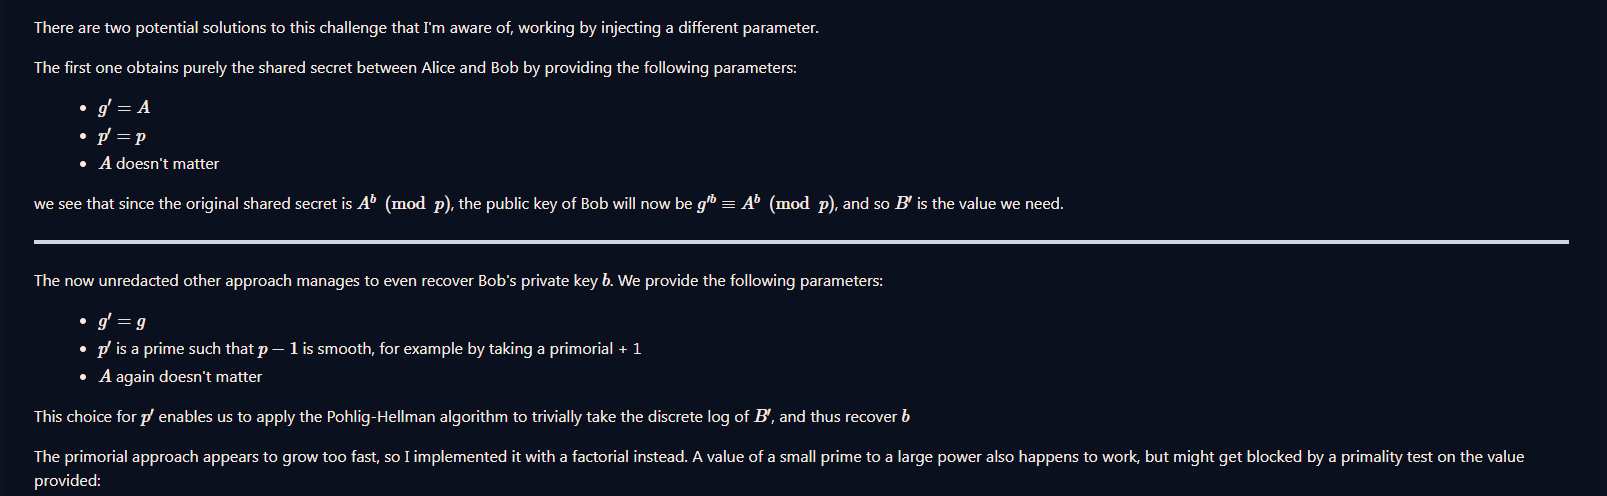 There are two potential solutions to this challenge that I'm aware of, working by injecting a different parameter.
The first one obtains purely the shared secret between Alice and Bob by providing the following parameters:
• g′ = A
• p′ = p
• A doesn't matter
we see that since the original shared secret is A^b (mod p), the public key of Bob will now be g′^b ≡ A^b (mod p), and so B′ is the value we need.
The now unredacted other approach manages to even recover Bob's private key b. We provide the following parameters:
• g′ = g
• p′ is a prime such that p − 1 is smooth, for example by taking a primorial + 1
• A again doesn't matter
This choice for p′ enables us to apply the Pohlig-Hellman algorithm to trivially take the discrete log of B′, and thus recover b
The primorial approach appears to grow too fast, so I implemented it with a factorial instead. A value of a small prime to a large power also happens to work, but might get blocked by a primality test on the value
provided: